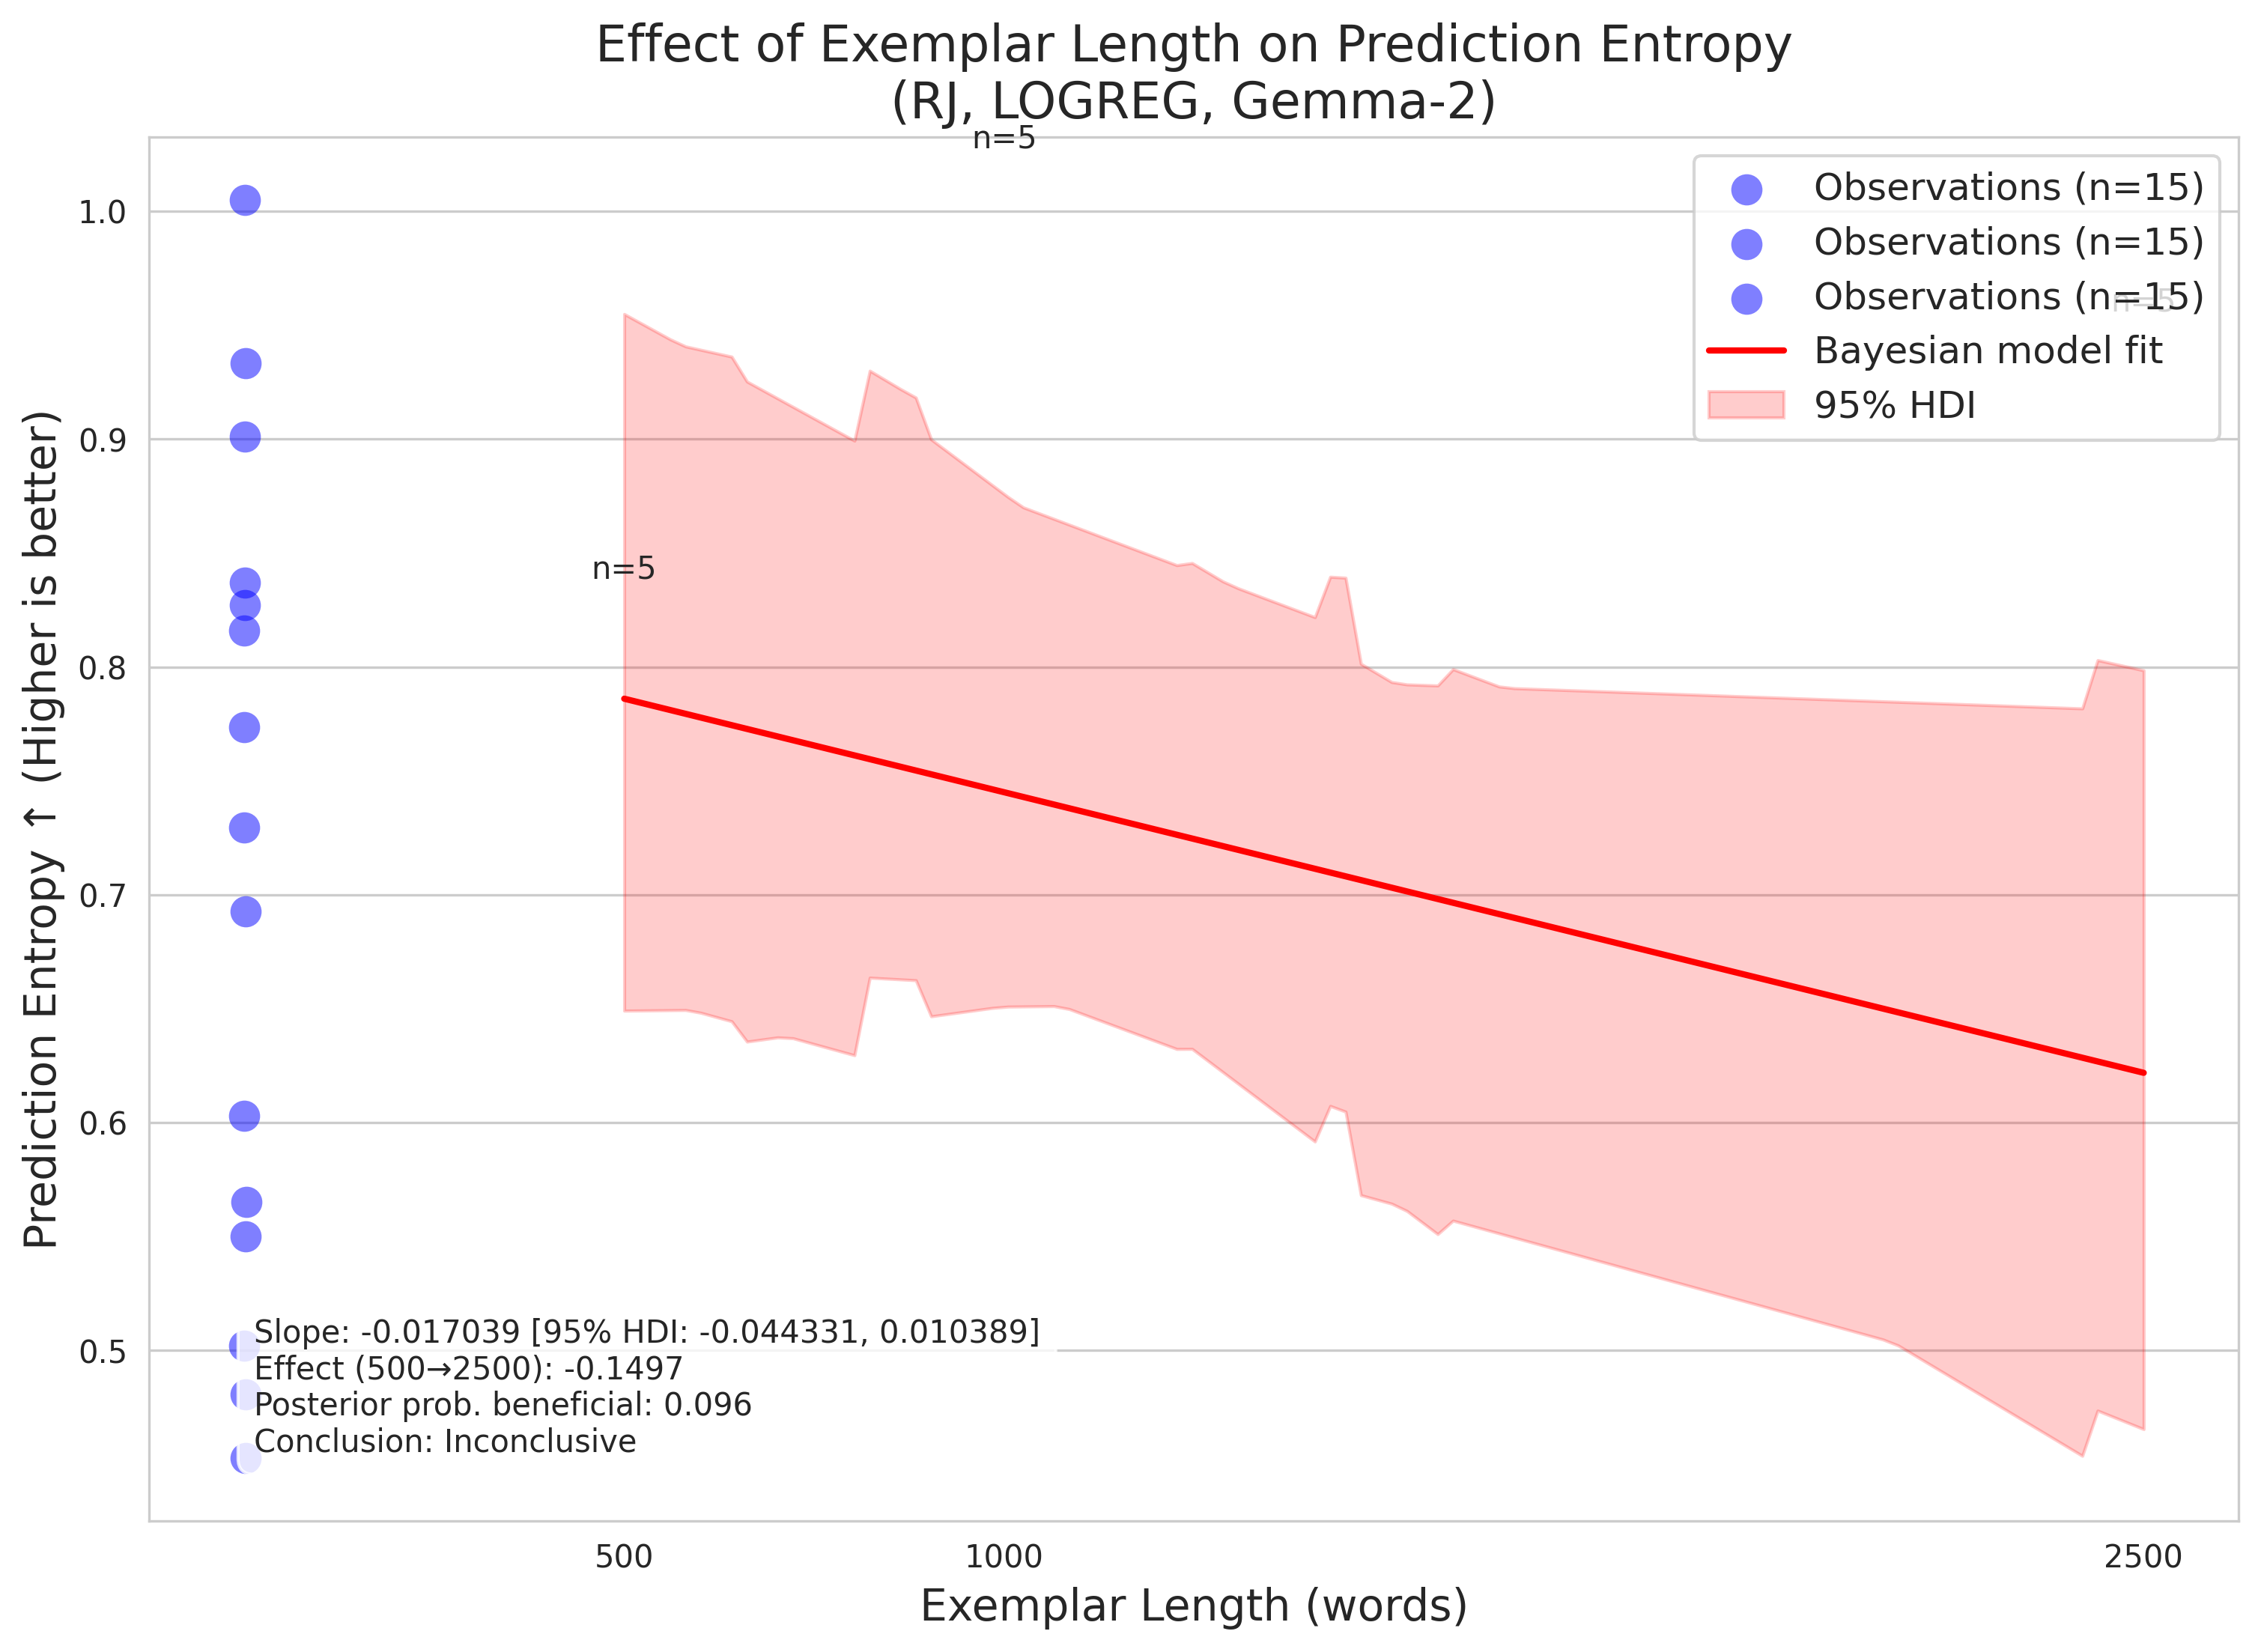 Effect of Exemplar Length on Prediction Entropy
(RJ, LOGREG, Gemma-2)
n=5
Observations (n=15)
Observations (n=15)
Observations (n=15)
n=5
Bayesian model fit
95% HDI
n=5
Prediction Entropy ↑ (Higher is better)
1.0
0.9
0.8
0.7
0.6
0.5
Slope: -0.017039 [95% HDI: -0.044331, 0.010389]
Effect (500→2500): -0.1497
Posterior prob. beneficial: 0.096
Conclusion: Inconclusive
500
1000
2500
Exemplar Length (words)